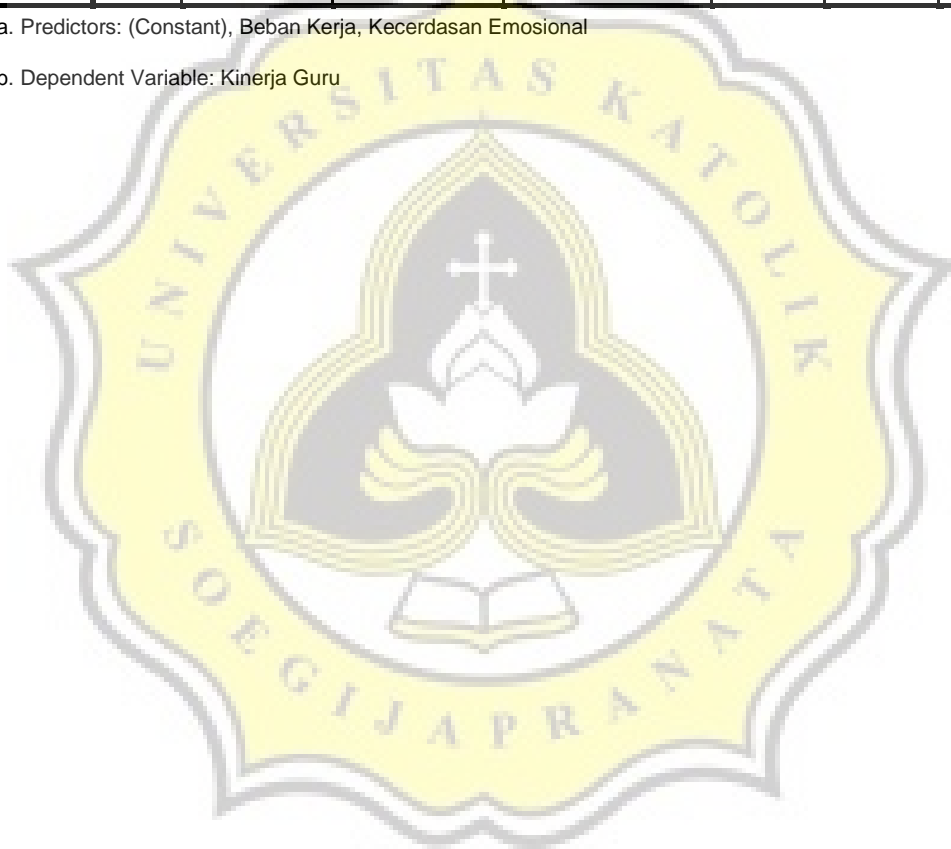 a. Predictors: (Constant), Beban Kerja, Kecerdasan Emosional
b. Dependent Variable: Kinerja Guru
UNIVERSITAS KATOLIK
SOEGIJAPRANATA